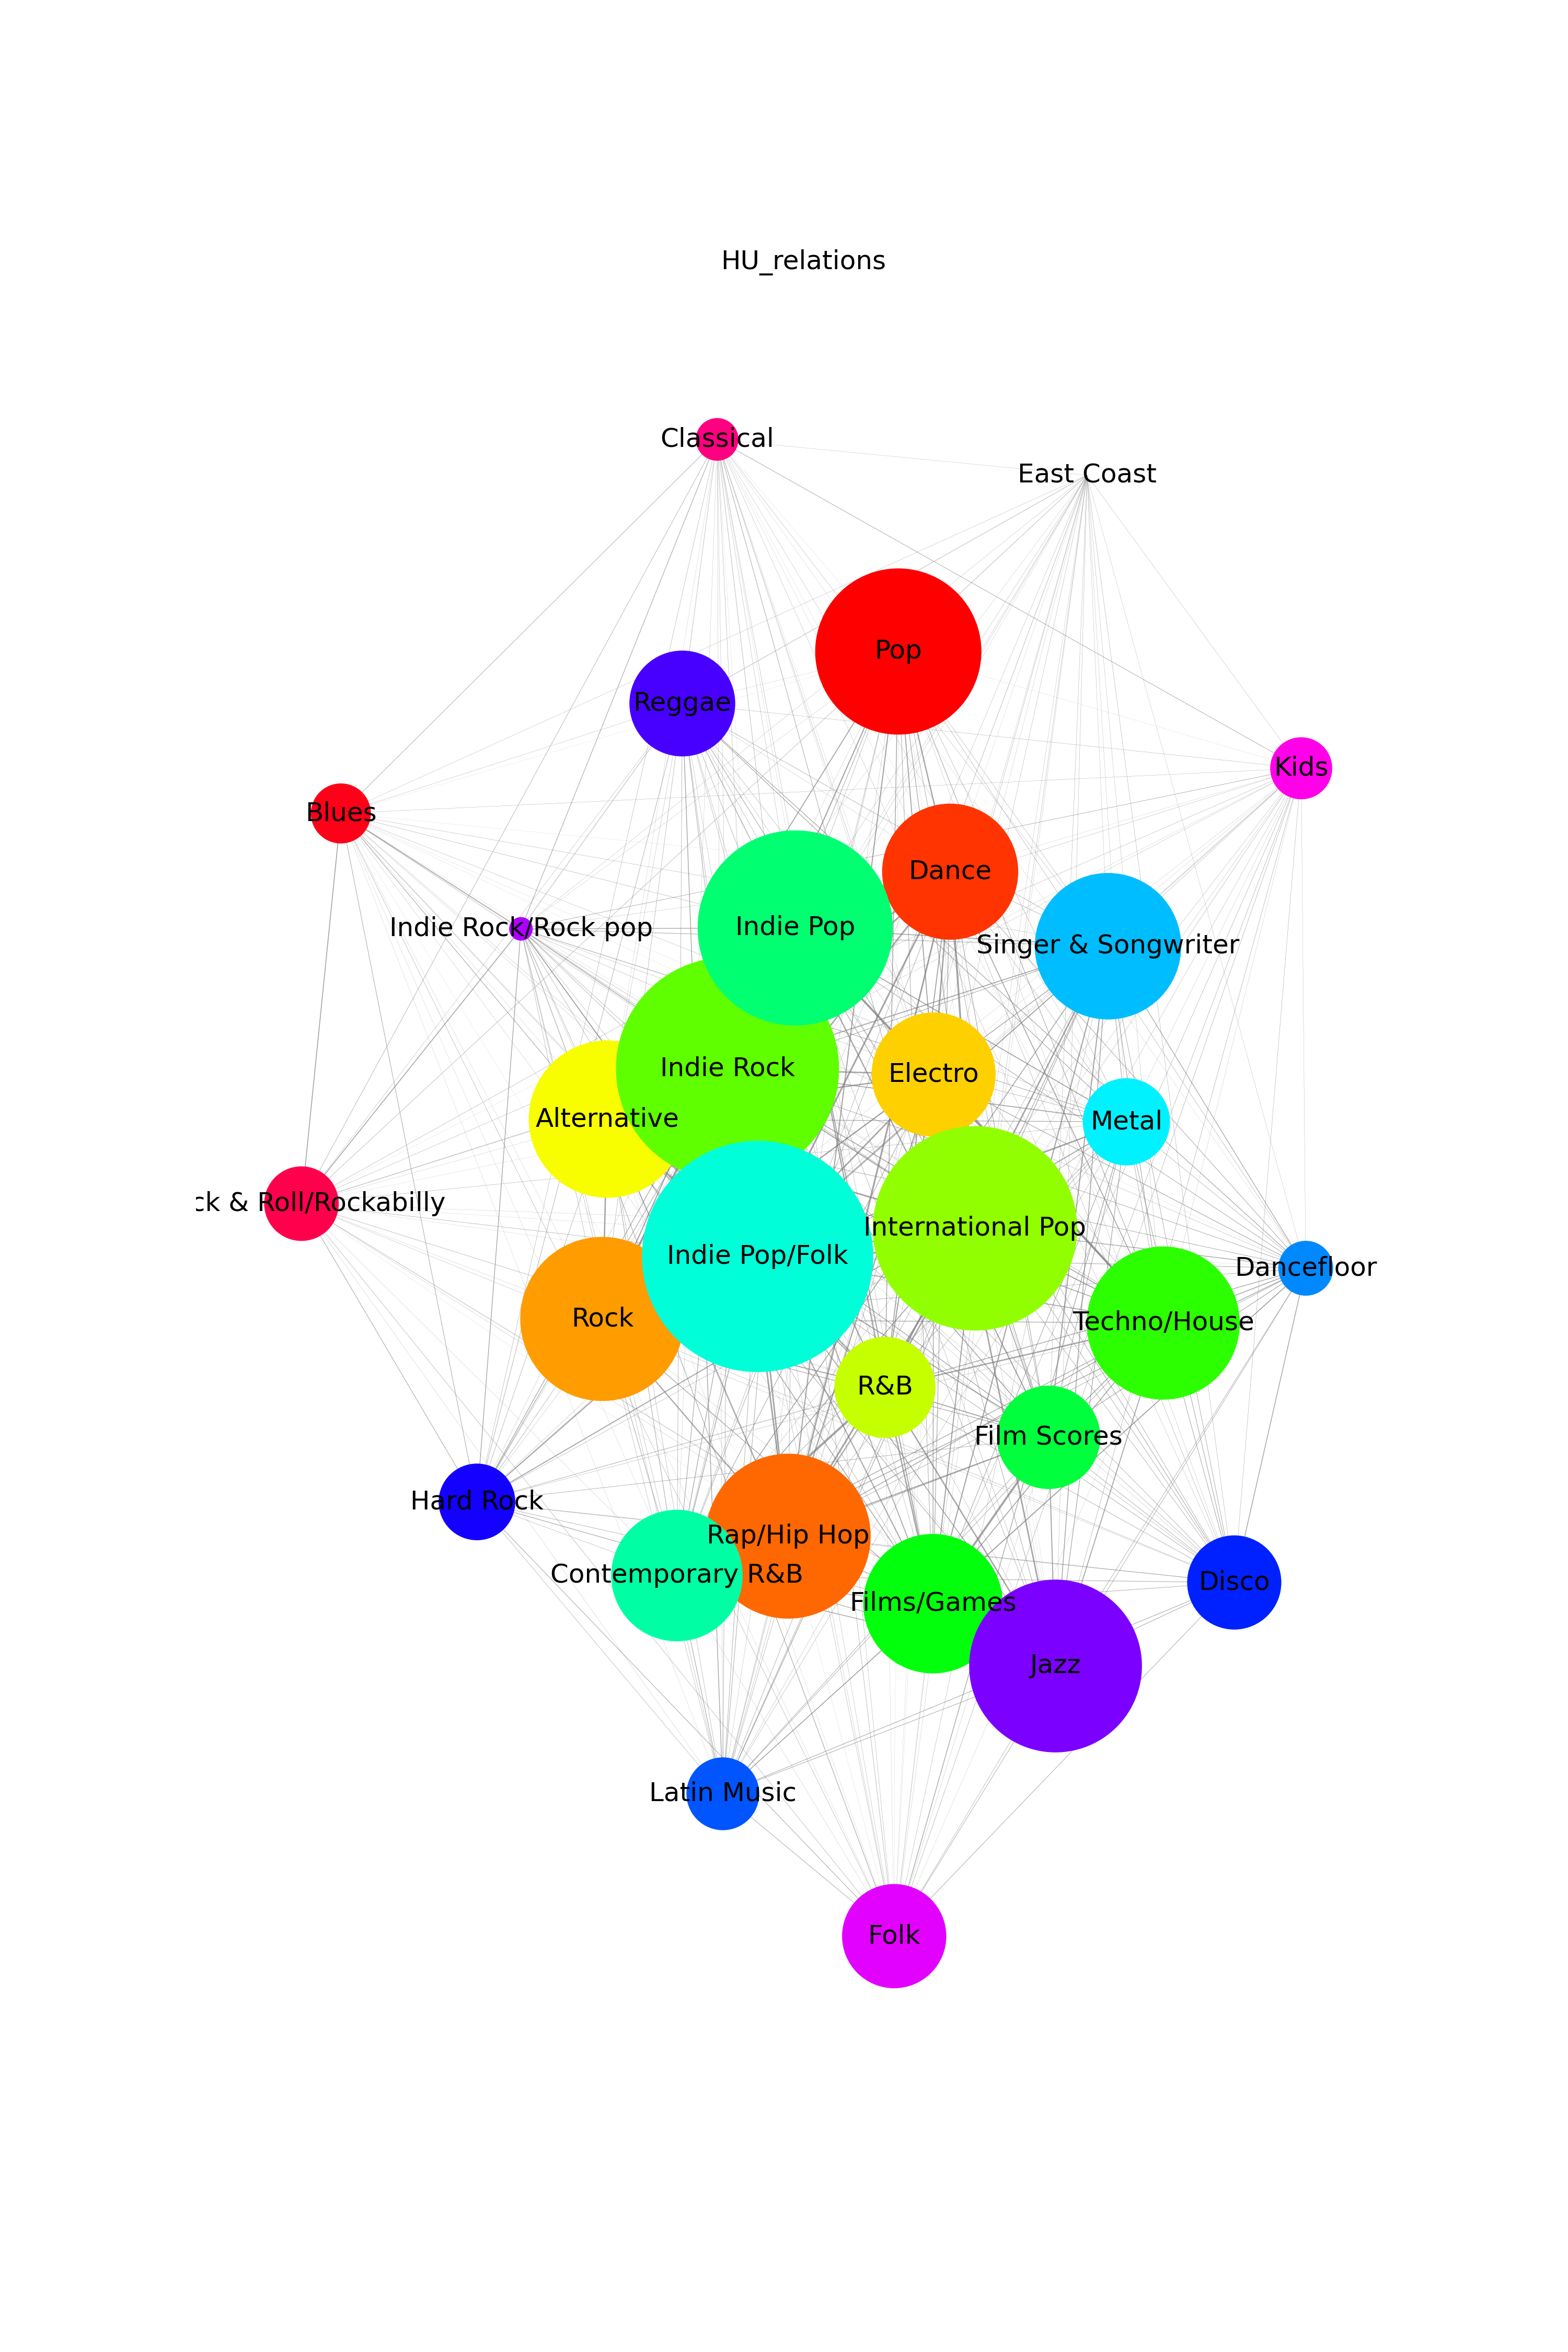 HU_relations
Classical
East Coast
Pop
Reggae
Kids
Blues
Dance
Indie Pop
Indie Rock/Rock pop
Singer & Songwriter
Indie Rock
Electro
Alternative
Metal
ck & Roll/Rockabilly
International Pop
Indie Pop/Folk
Dancefloor
Rock
Techno/House
R&B
Film Scores
Hard Rock
Rap/Hip Hop
Contemporary R&B
Disco
Films/Games
Jazz
Latin Music
Folk